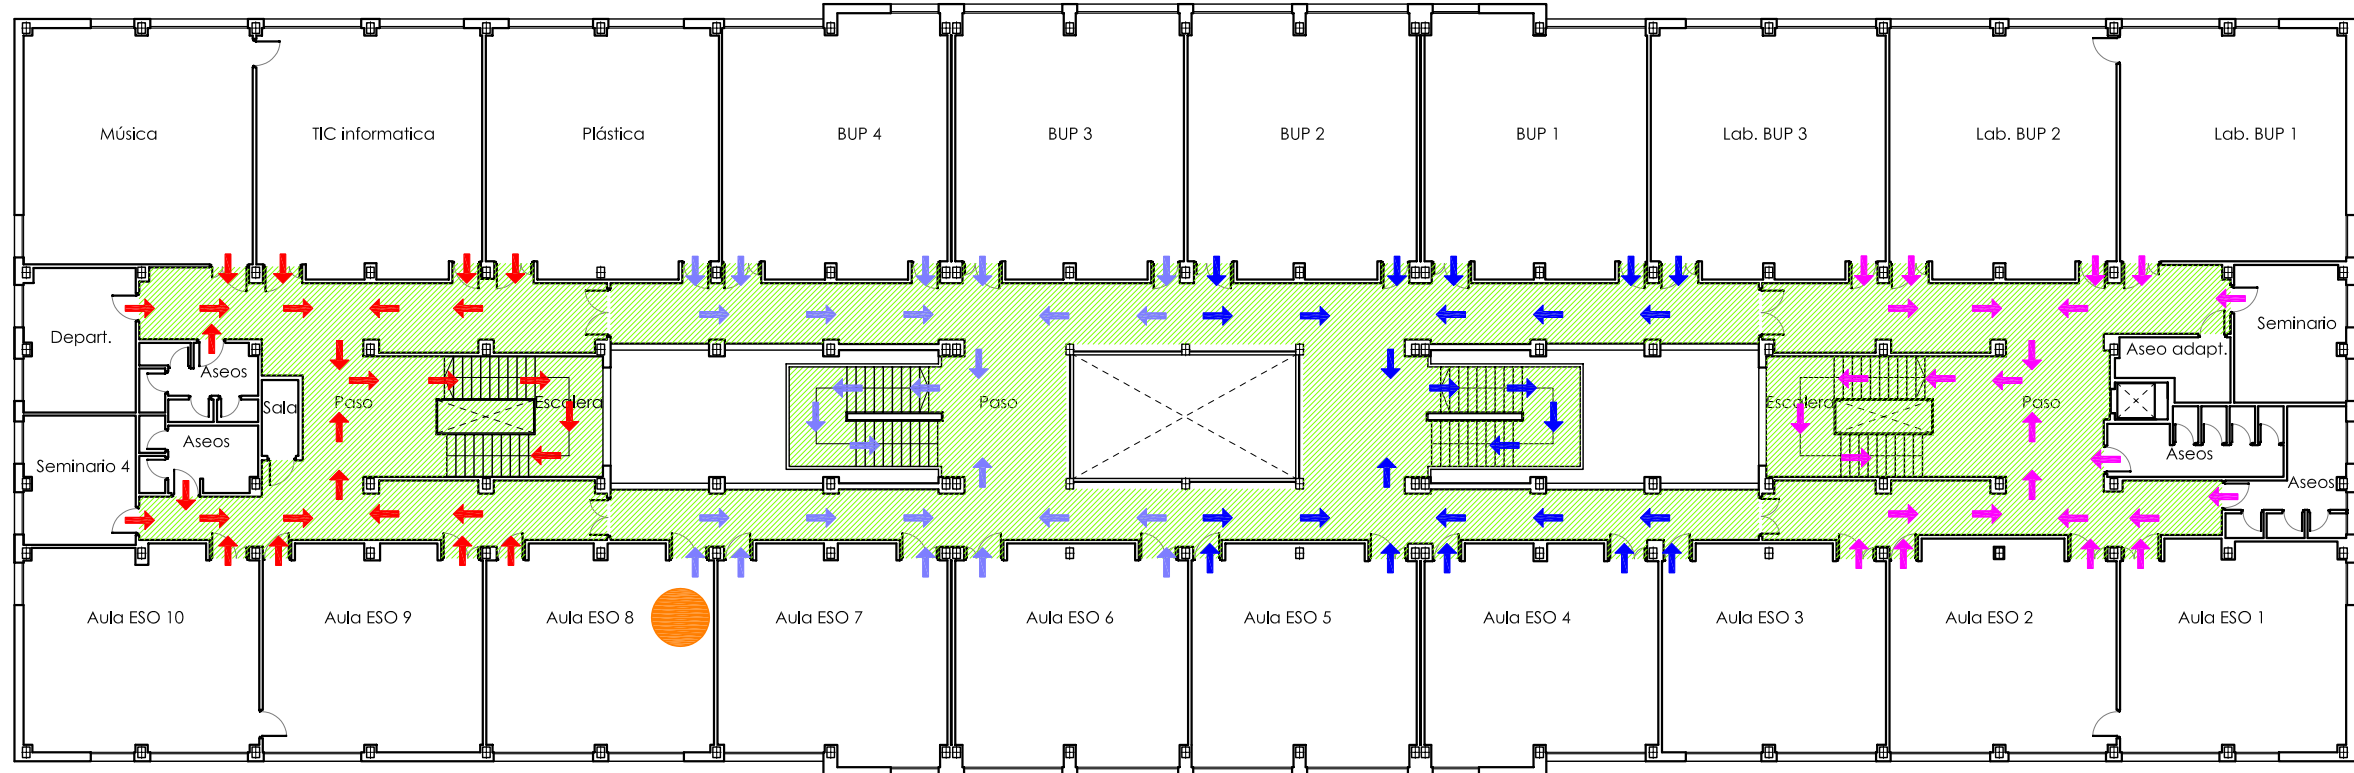 Música
TIC informatica
Plástica
BUP 4
BUP 3
BUP 2
BUP 1
Lab. BUP 3
Lab. BUP 2
Lab. BUP 1
Depart.
Seminario
Aseos
Aseo adapt.
Sala
Paso
Escalera
Paso
Escalera
Paso
Aseos
Seminario 4
Aseos
Aseos
Aula ESO 10
Aula ESO 9
Aula ESO 8
Aula ESO 7
Aula ESO 6
Aula ESO 5
Aula ESO 4
Aula ESO 3
Aula ESO 2
Aula ESO 1